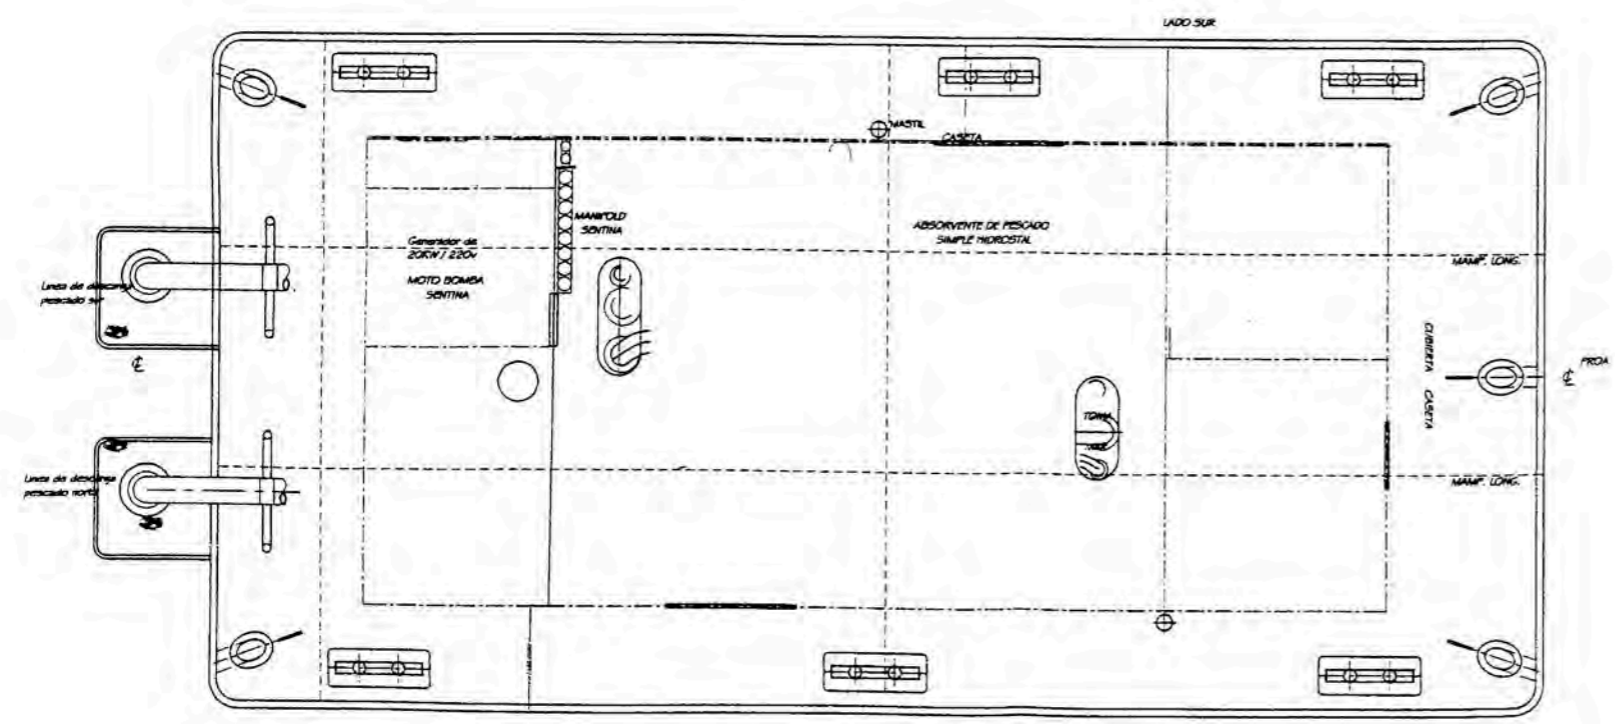 LADO SUR
MASTIL
CASETA
MANIFOLD
SENTINA
Generador de
20KW / 220v
MOTO BOMBA
SENTINA
ABSORVENTE DE PESCADO
SIMPLE HIDROSTAL
MAMP. LONG.
Linea de descarga
pescado sur
CUBIERTA CASETA
PROA
TOMA
Linea de descarga
pescado norte
MAMP. LONG.